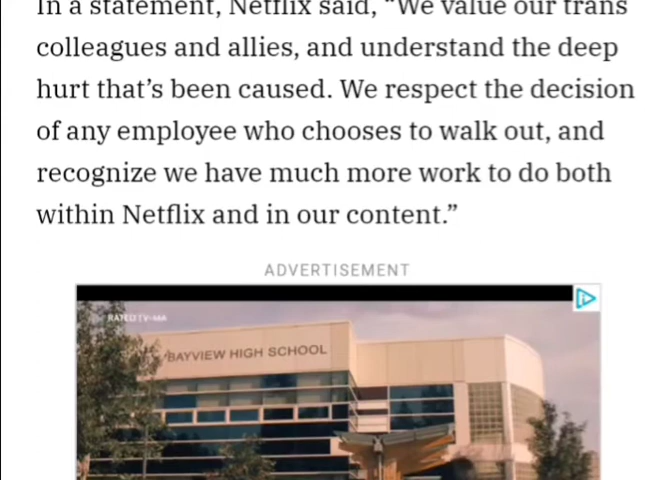 In a statement, Netflix said, “We value our trans
colleagues and allies, and understand the deep
hurt that’s been caused. We respect the decision
of any employee who chooses to walk out, and
recognize we have much more work to do both
within Netflix and in our content.”
ADVERTISEMENT
RATED TV-MA
BAYVIEW HIGH SCHOOL